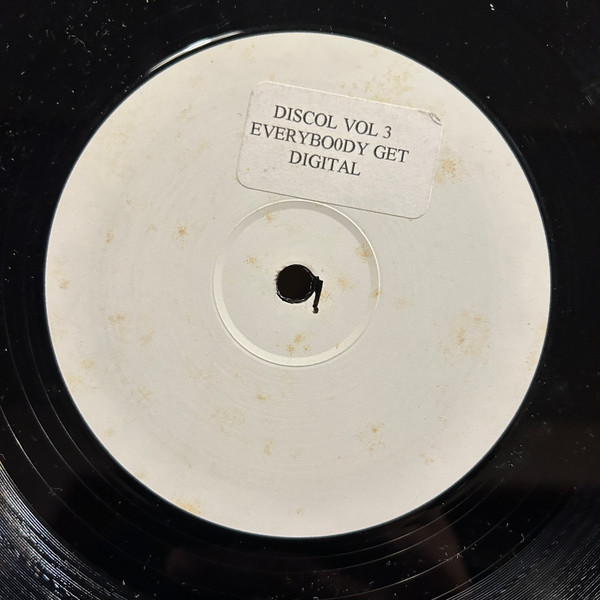 DISCOL VOL 3
EVERYBO0DY GET
DIGITAL